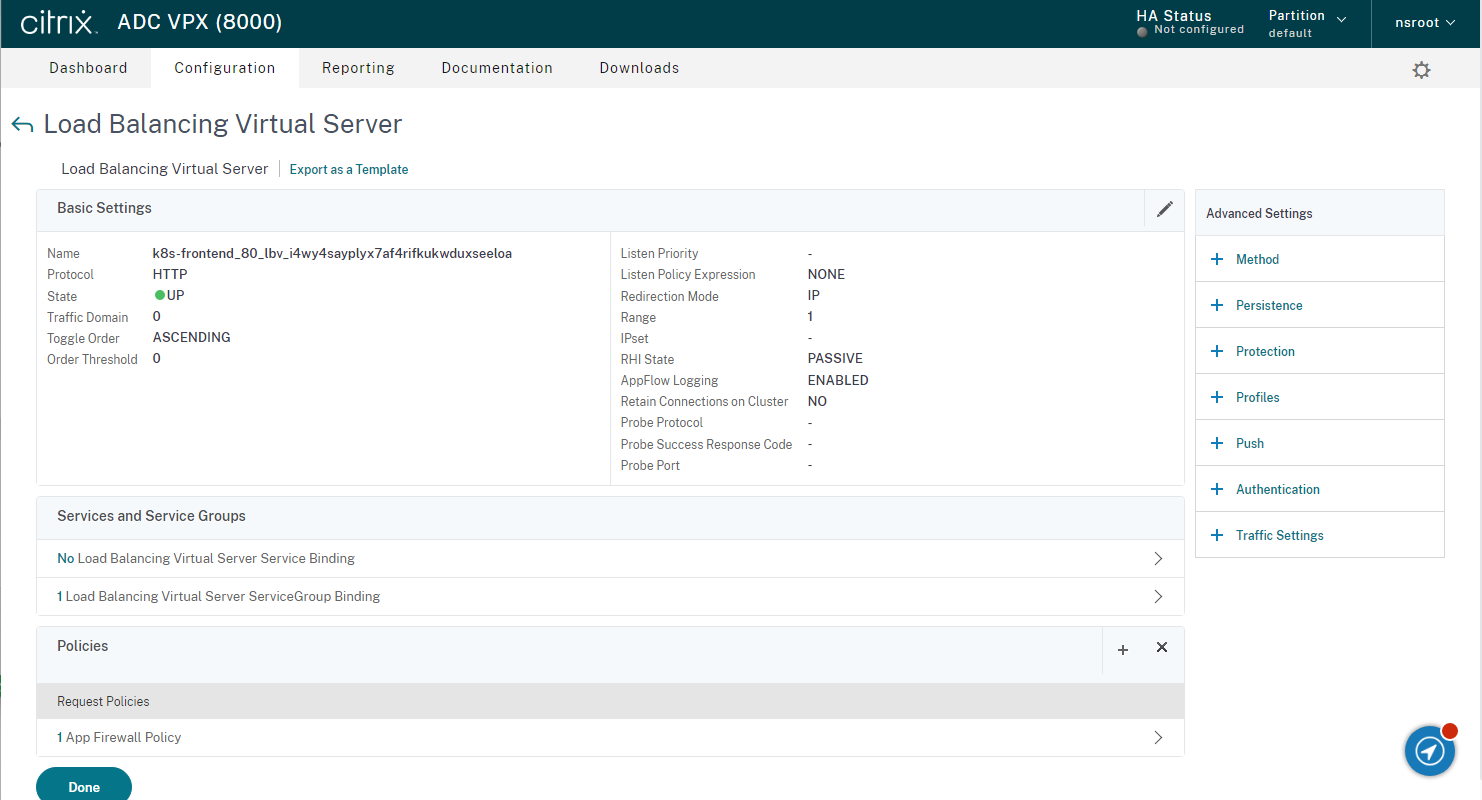 citrix. ADC VPX (8000)
HA Status
Not configured
Partition
default
nsroot
Dashboard Configuration Reporting Documentation Downloads
Load Balancing Virtual Server
Load Balancing Virtual Server Export as a Template
Basic Settings
Name k8s-frontend_80_lbv_i4wy4sayplyx7af4rifkukwduxseeloa
Protocol HTTP
State UP
Traffic Domain 0
Toggle Order ASCENDING
Order Threshold 0
Listen Priority -
Listen Policy Expression NONE
Redirection Mode IP
Range 1
IPset -
RHI State PASSIVE
AppFlow Logging ENABLED
Retain Connections on Cluster NO
Probe Protocol -
Probe Success Response Code -
Probe Port -
Services and Service Groups
No Load Balancing Virtual Server Service Binding
1 Load Balancing Virtual Server ServiceGroup Binding
Policies
Request Policies
1 App Firewall Policy
Done
Advanced Settings
+ Method
+ Persistence
+ Protection
+ Profiles
+ Push
+ Authentication
+ Traffic Settings